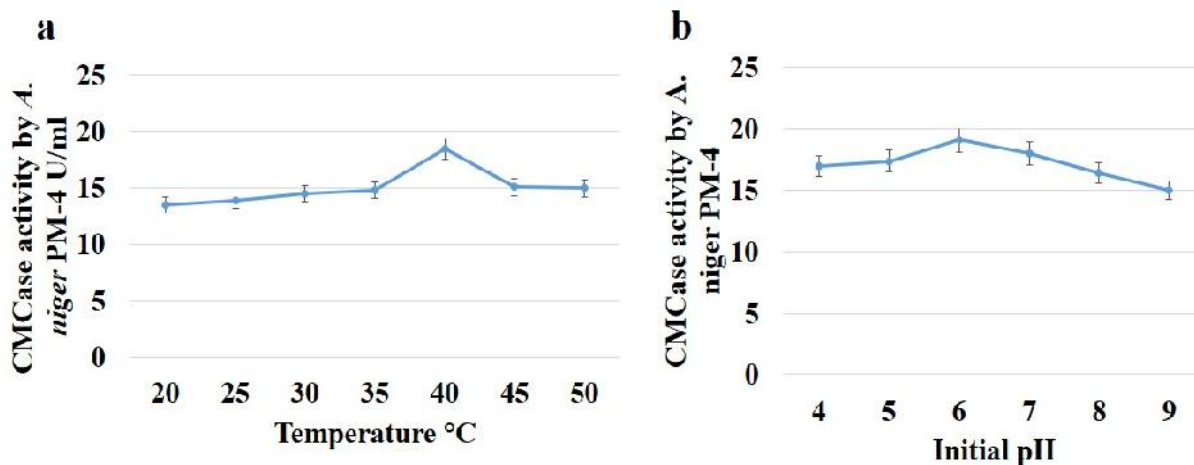 a
CMCase activity by A.
niger PM-4 U/ml
25
20
15
10
5
0
20 25 30 35 40 45 50
Temperature °C
b
CMCase activity by A.
niger PM-4
25
20
15
10
5
0
4 5 6 7 8 9
Initial pH